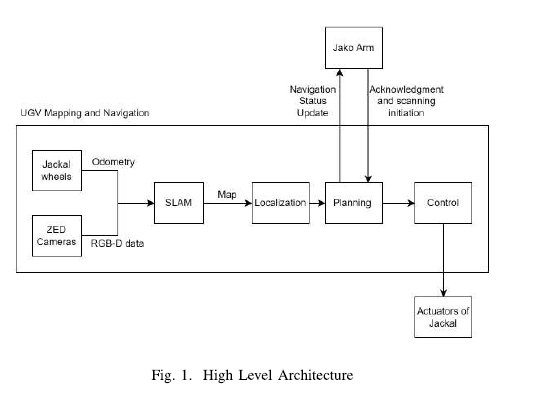 Jako Arm
Navigation
Status
Update
Acknowledgment
and scanning
initiation
UGV Mapping and Navigation
Jackal
wheels
Odometry
ZED
Cameras
RGB-D data
SLAM
Map
Localization
Planning
Control
Actuators of
Jackal
Fig. 1. High Level Architecture